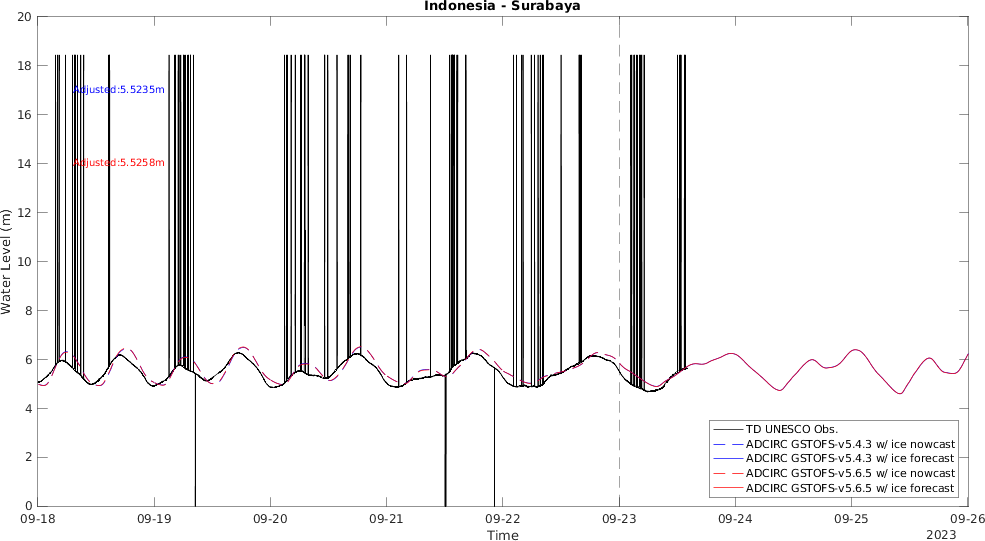 Indonesia - Surabaya
20
18
16
14
12
10
8
6
4
2
0
Water Level (m)
Adjusted:5.5235m
Adjusted:5.5258m
TD UNESCO Obs.
ADCIRC GSTOFS-v5.4.3 w/ ice nowcast
ADCIRC GSTOFS-v5.4.3 w/ ice forecast
ADCIRC GSTOFS-v5.6.5 w/ ice nowcast
ADCIRC GSTOFS-v5.6.5 w/ ice forecast
09-18 09-19 09-20 09-21 09-22 09-23 09-24 09-25 09-26
Time
2023